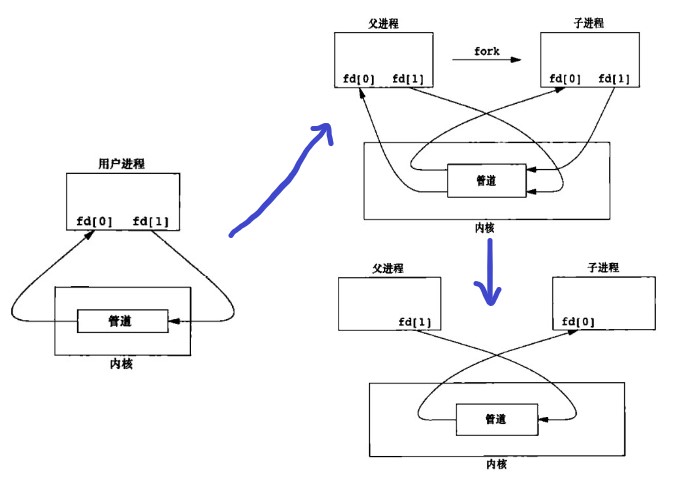 用户进程
fd[0] fd[1]
管道
内核
父进程 子进程
fork
fd[0] fd[1] fd[0] fd[1]
管道
内核
父进程 子进程
fd[1] fd[0]
管道
内核